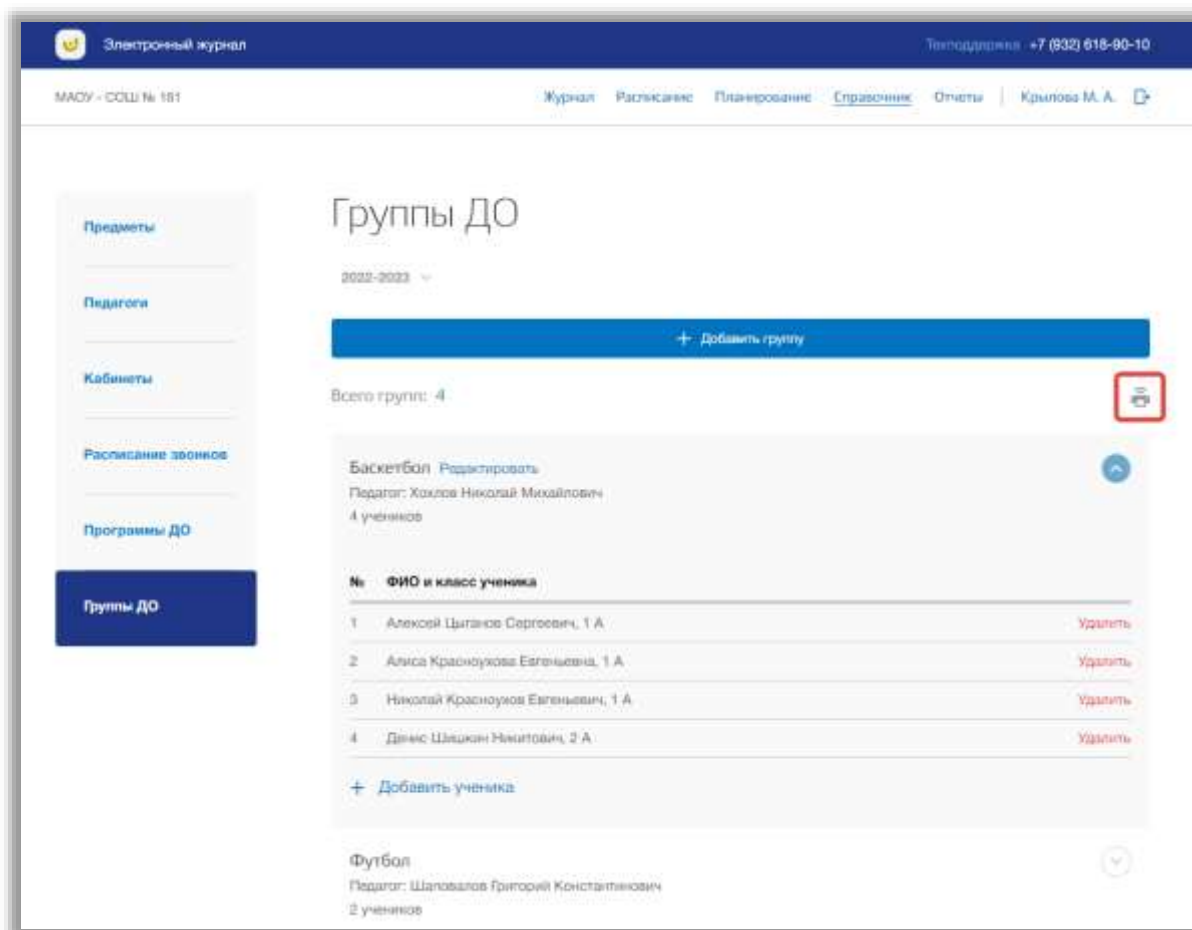 Электронный журнал
Техподдержка +7 (932) 618-90-10
МАОУ - СОШ № 181
Журнал Расписание Планирование Справочник Отчеты Крылова М. А.
Группы ДО
2022-2023
Предметы
Педагоги
Кабинеты
Расписание звонков
Программы ДО
Группы ДО
+ Добавить группу
Всего групп: 4
Баскетбол Редактировать
Педагог: Хохлов Николай Михайлович
4 учеников
№ ФИО и класс ученика
1 Алексей Цыганов Сергеевич, 1 А Удалить
2 Алиса Красноухова Евгеньевна, 1 А Удалить
3 Николай Красноухов Евгеньевич, 1 А Удалить
4 Денис Шишкин Никитович, 2 А Удалить
+ Добавить ученика
Футбол
Педагог: Шаповалов Григорий Константинович
2 учеников